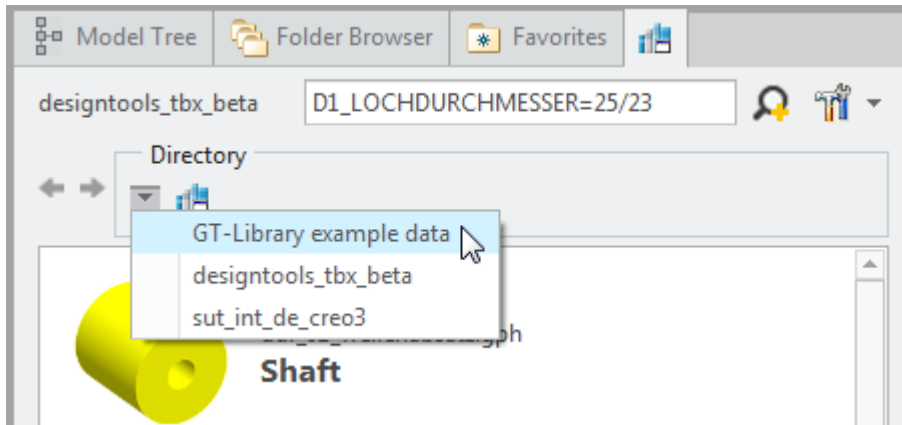 Model Tree
Folder Browser
Favorites
designtools_tbx_beta
D1_LOCHDURCHMESSER=25/23
Directory
GT-Library example data
designtools_tbx_beta
sut_int_de_creo3
Shaft